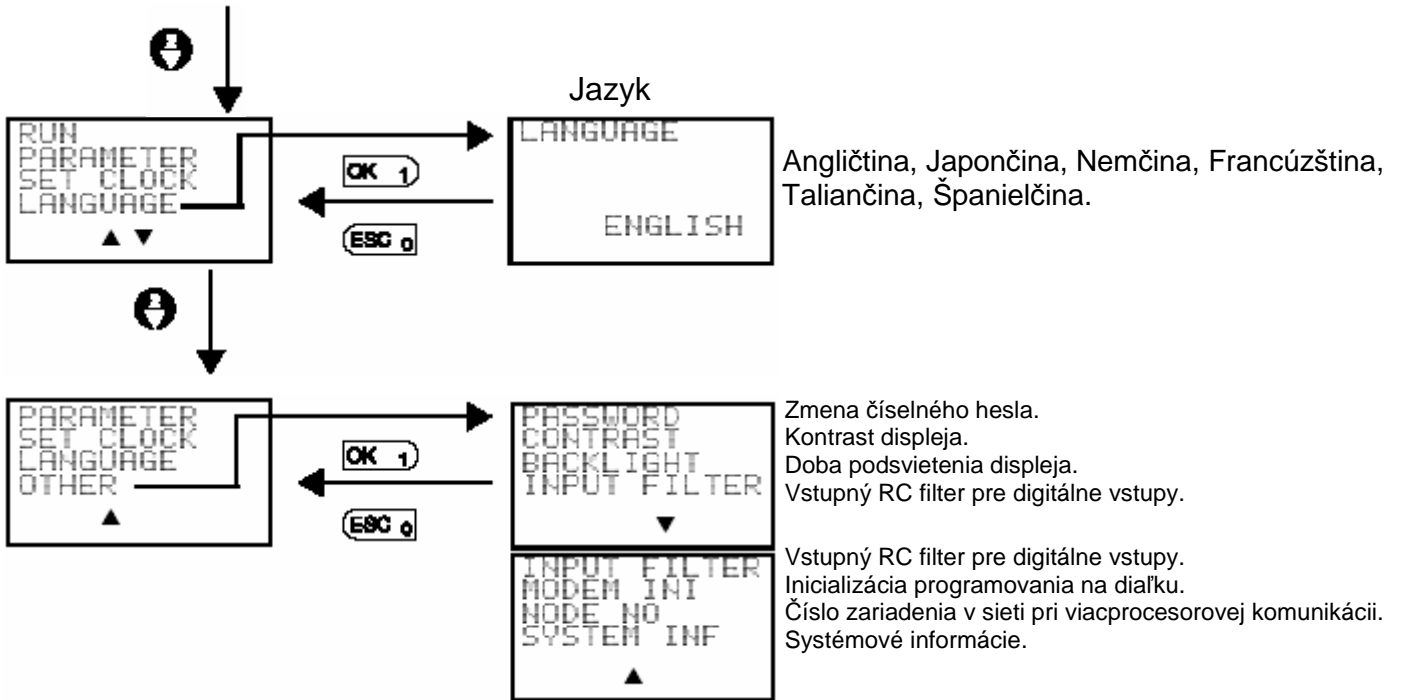 Jazyk
RUN
PARAMETER
SET CLOCK
LANGUAGE
▲ ▼
OK 1
ESC 0
LANGUAGE
ENGLISH
Angličtina, Japončina, Nemčina, Francúzština,
Taliančina, Španielčina.
PARAMETER
SET CLOCK
LANGUAGE
OTHER
▲
OK 1
ESC 0
PASSWORD
CONTRAST
BACKLIGHT
INPUT FILTER
▼
Zmena číselného hesla.
Kontrast displeja.
Doba podsvietenia displeja.
Vstupný RC filter pre digitálne vstupy.
INPUT FILTER
MODEM INI
NODE NO
SYSTEM INF
▲
Vstupný RC filter pre digitálne vstupy.
Inicializácia programovania na diaľku.
Číslo zariadenia v sieti pri viacprocesorovej komunikácii.
Systémové informácie.